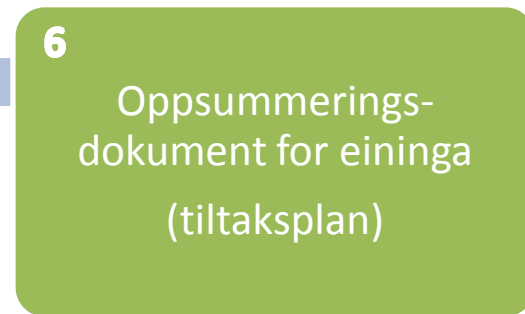 6
Oppsummerings-
dokument for eininga
(tiltaksplan)